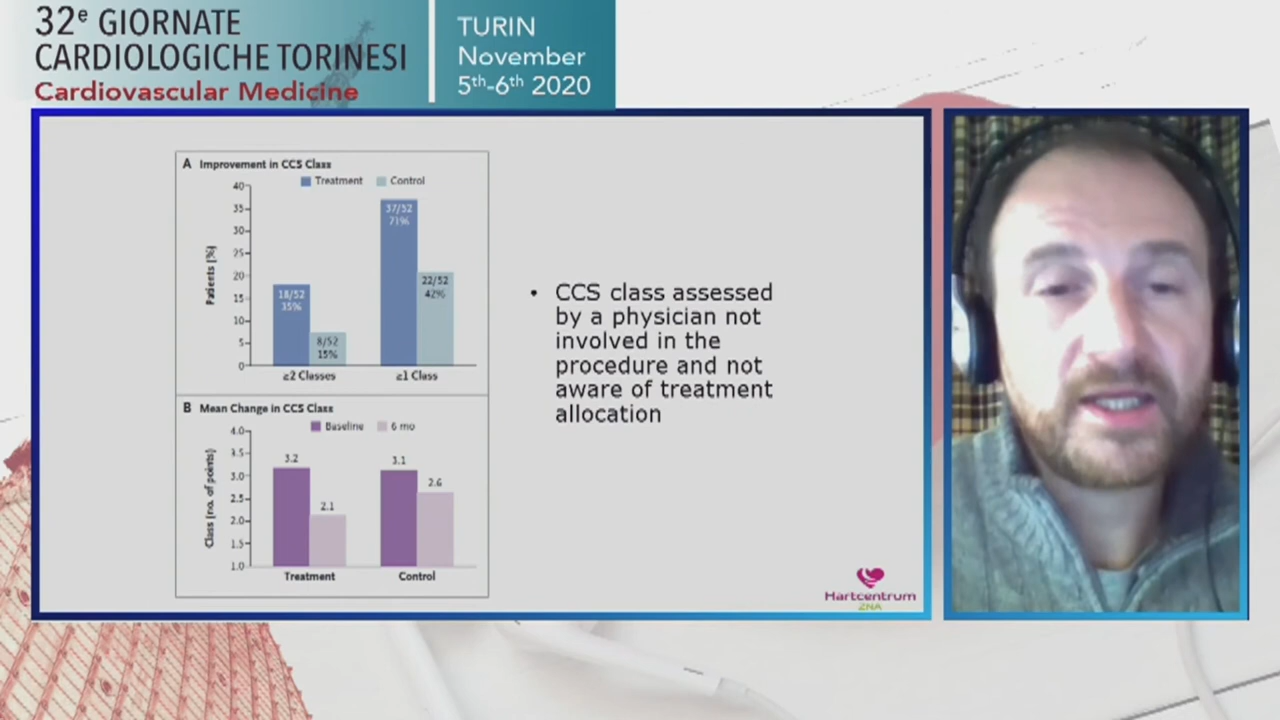 32e GIORNATE
CARDIOLOGICHE TORINESI
Cardiovascular Medicine
TURIN
November
5th-6th 2020
A Improvement in CCS Class
Treatment Control
Patients (%)
40
35
30
25
20
15
10
5
0
18/52
35%
8/52
15%
37/52
71%
22/52
42%
≥2 Classes ≥1 Class
B Mean Change in CCS Class
Baseline 6 mo
Class (no. of points)
4.0
3.5
3.0
2.5
2.0
1.5
1.0
3.2
2.1
3.1
2.6
Treatment Control
• CCS class assessed
by a physician not
involved in the
procedure and not
aware of treatment
allocation
Hartcentrum
ZNA